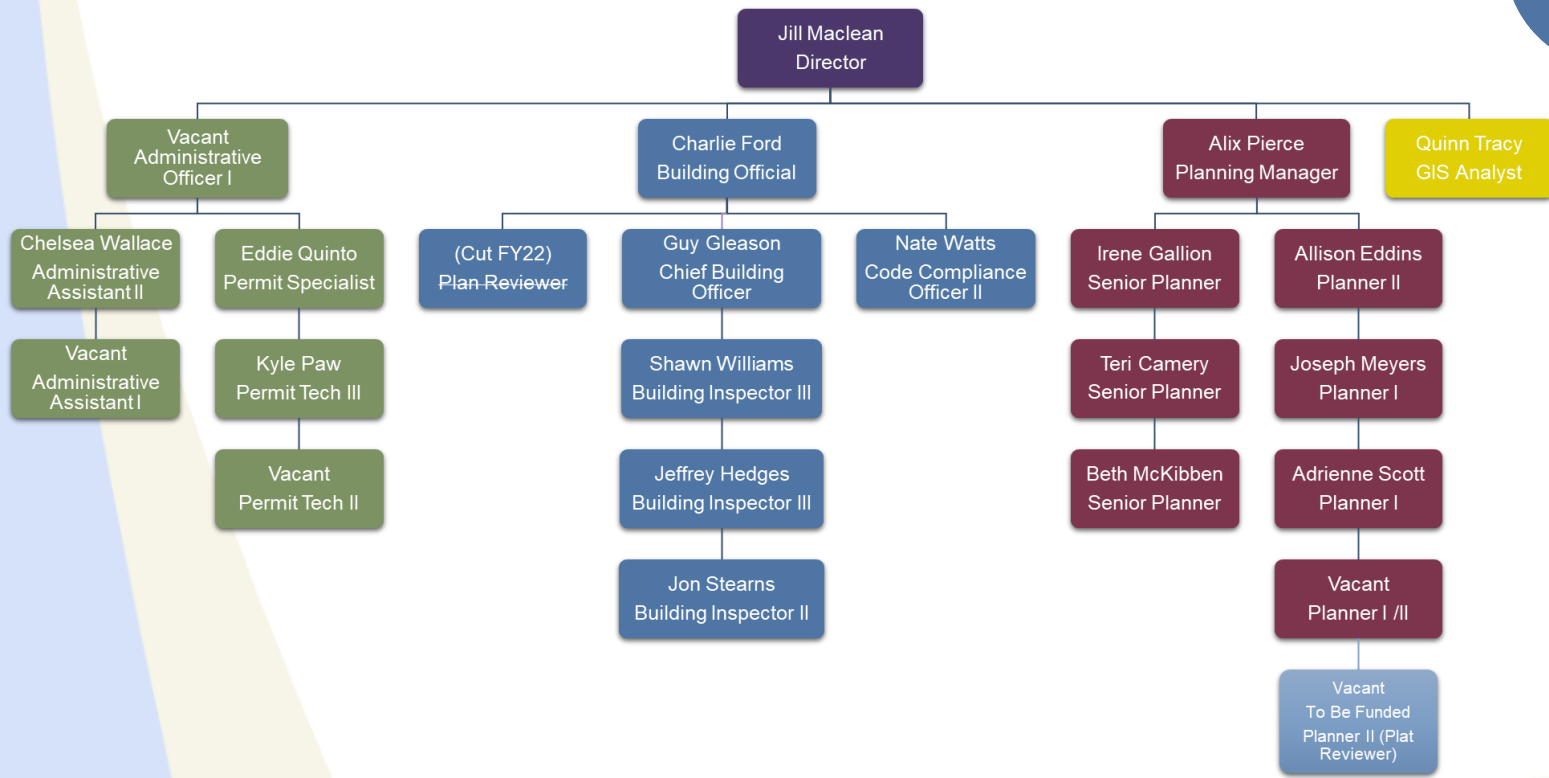 Jill Maclean
Director
Vacant
Administrative
Officer I
Charlie Ford
Building Official
Alix Pierce
Planning Manager
Quinn Tracy
GIS Analyst
Chelsea Wallace
Administrative
Assistant II
Eddie Quinto
Permit Specialist
(Cut FY22)
Plan Reviewer
Guy Gleason
Chief Building
Officer
Nate Watts
Code Compliance
Officer II
Irene Gallion
Senior Planner
Allison Eddins
Planner II
Vacant
Administrative
Assistant I
Kyle Paw
Permit Tech III
Shawn Williams
Building Inspector III
Teri Camery
Senior Planner
Joseph Meyers
Planner I
Vacant
Permit Tech II
Jeffrey Hedges
Building Inspector III
Beth McKibben
Senior Planner
Adrienne Scott
Planner I
Jon Stearns
Building Inspector II
Vacant
Planner I /II
Vacant
To Be Funded
Planner II (Plat
Reviewer)